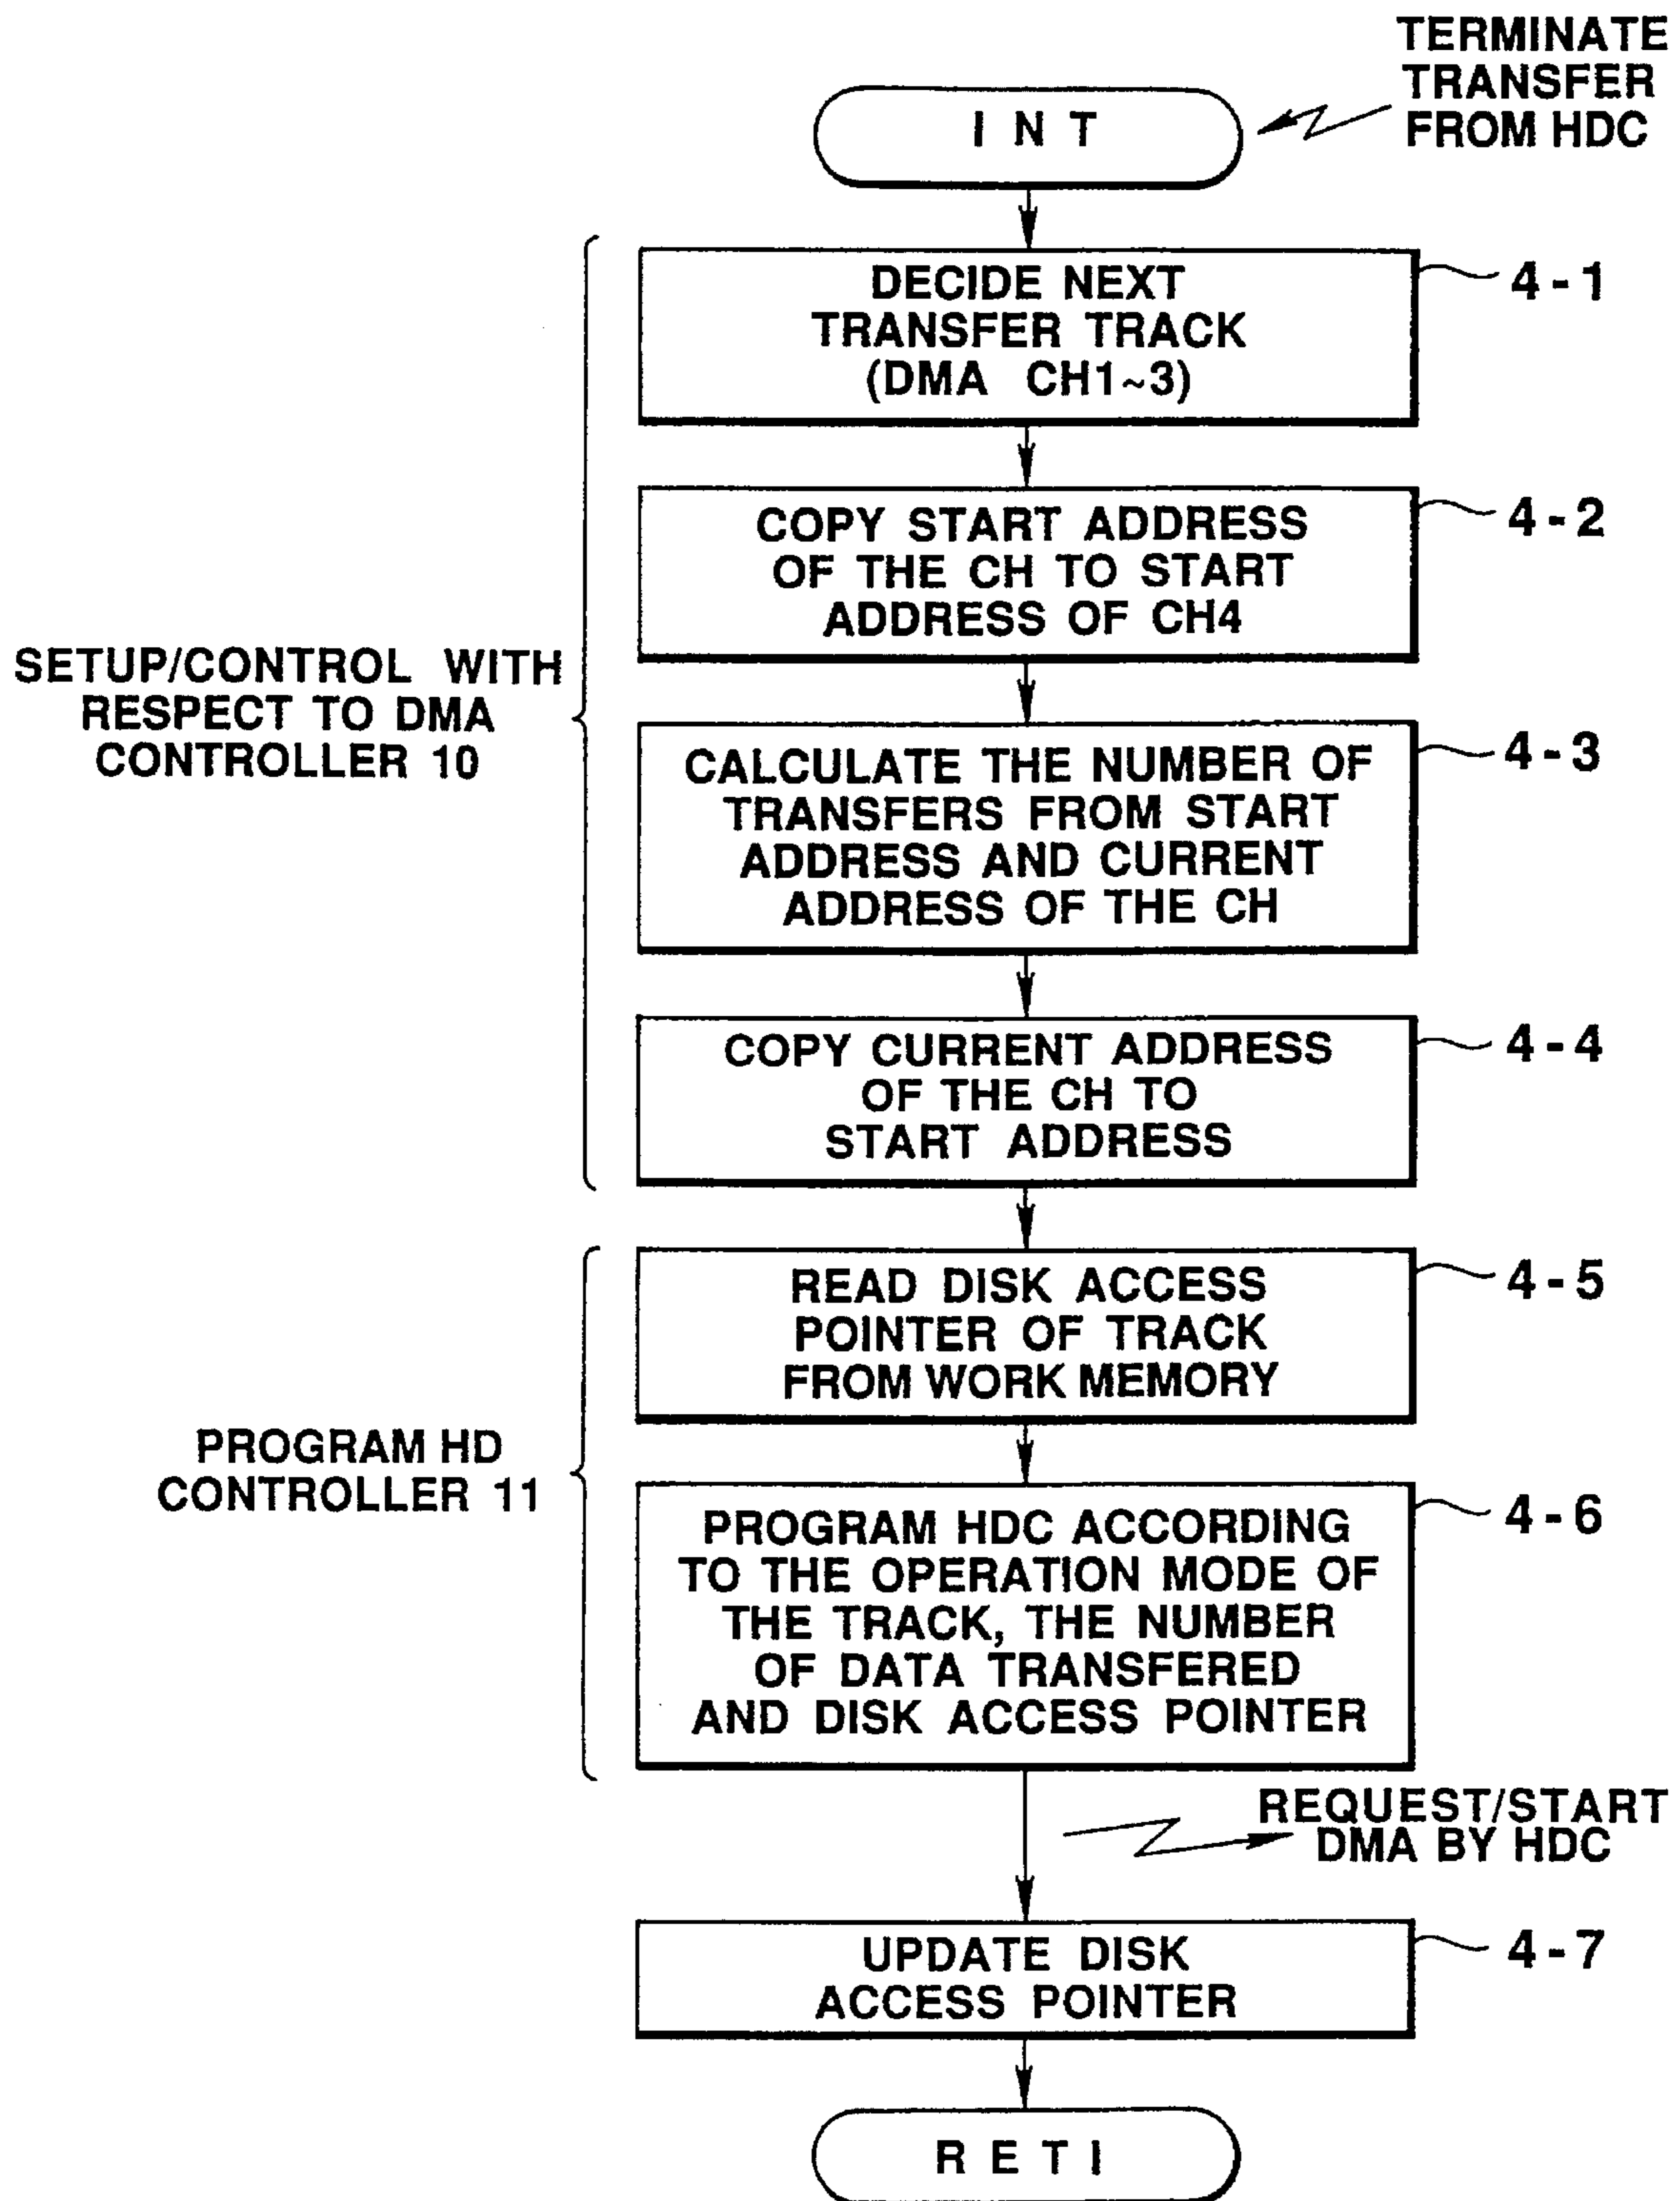 TERMINATE
TRANSFER
FROM HDC
INT
DECIDE NEXT
TRANSFER TRACK
(DMA CH1~3)
4-1
COPY START ADDRESS
OF THE CH TO START
ADDRESS OF CH4
4-2
SETUP/CONTROL WITH
RESPECT TO DMA
CONTROLLER 10
CALCULATE THE NUMBER OF
TRANSFERS FROM START
ADDRESS AND CURRENT
ADDRESS OF THE CH
4-3
COPY CURRENT ADDRESS
OF THE CH TO
START ADDRESS
4-4
READ DISK ACCESS
POINTER OF TRACK
FROM WORK MEMORY
4-5
PROGRAM HD
CONTROLLER 11
PROGRAM HDC ACCORDING
TO THE OPERATION MODE OF
THE TRACK, THE NUMBER
OF DATA TRANSFERED
AND DISK ACCESS POINTER
4-6
REQUEST/START
DMA BY HDC
UPDATE DISK
ACCESS POINTER
4-7
RETI